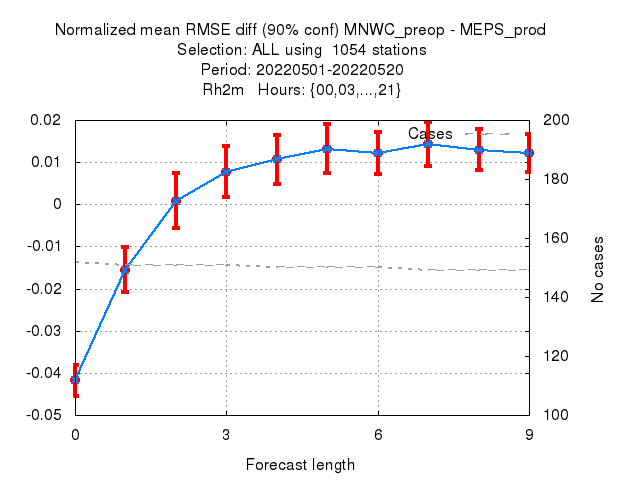 Normalized mean RMSE diff (90% conf) MNWC_preop - MEPS_prod
Selection: ALL using  1054 stations
Period: 20220501-20220520
Rh2m   Hours: {00,03,...,21}
Cases
0.02
0.01
0
-0.01
-0.02
-0.03
-0.04
-0.05
200
180
160
140
120
100
No cases
0
3
6
9
Forecast length